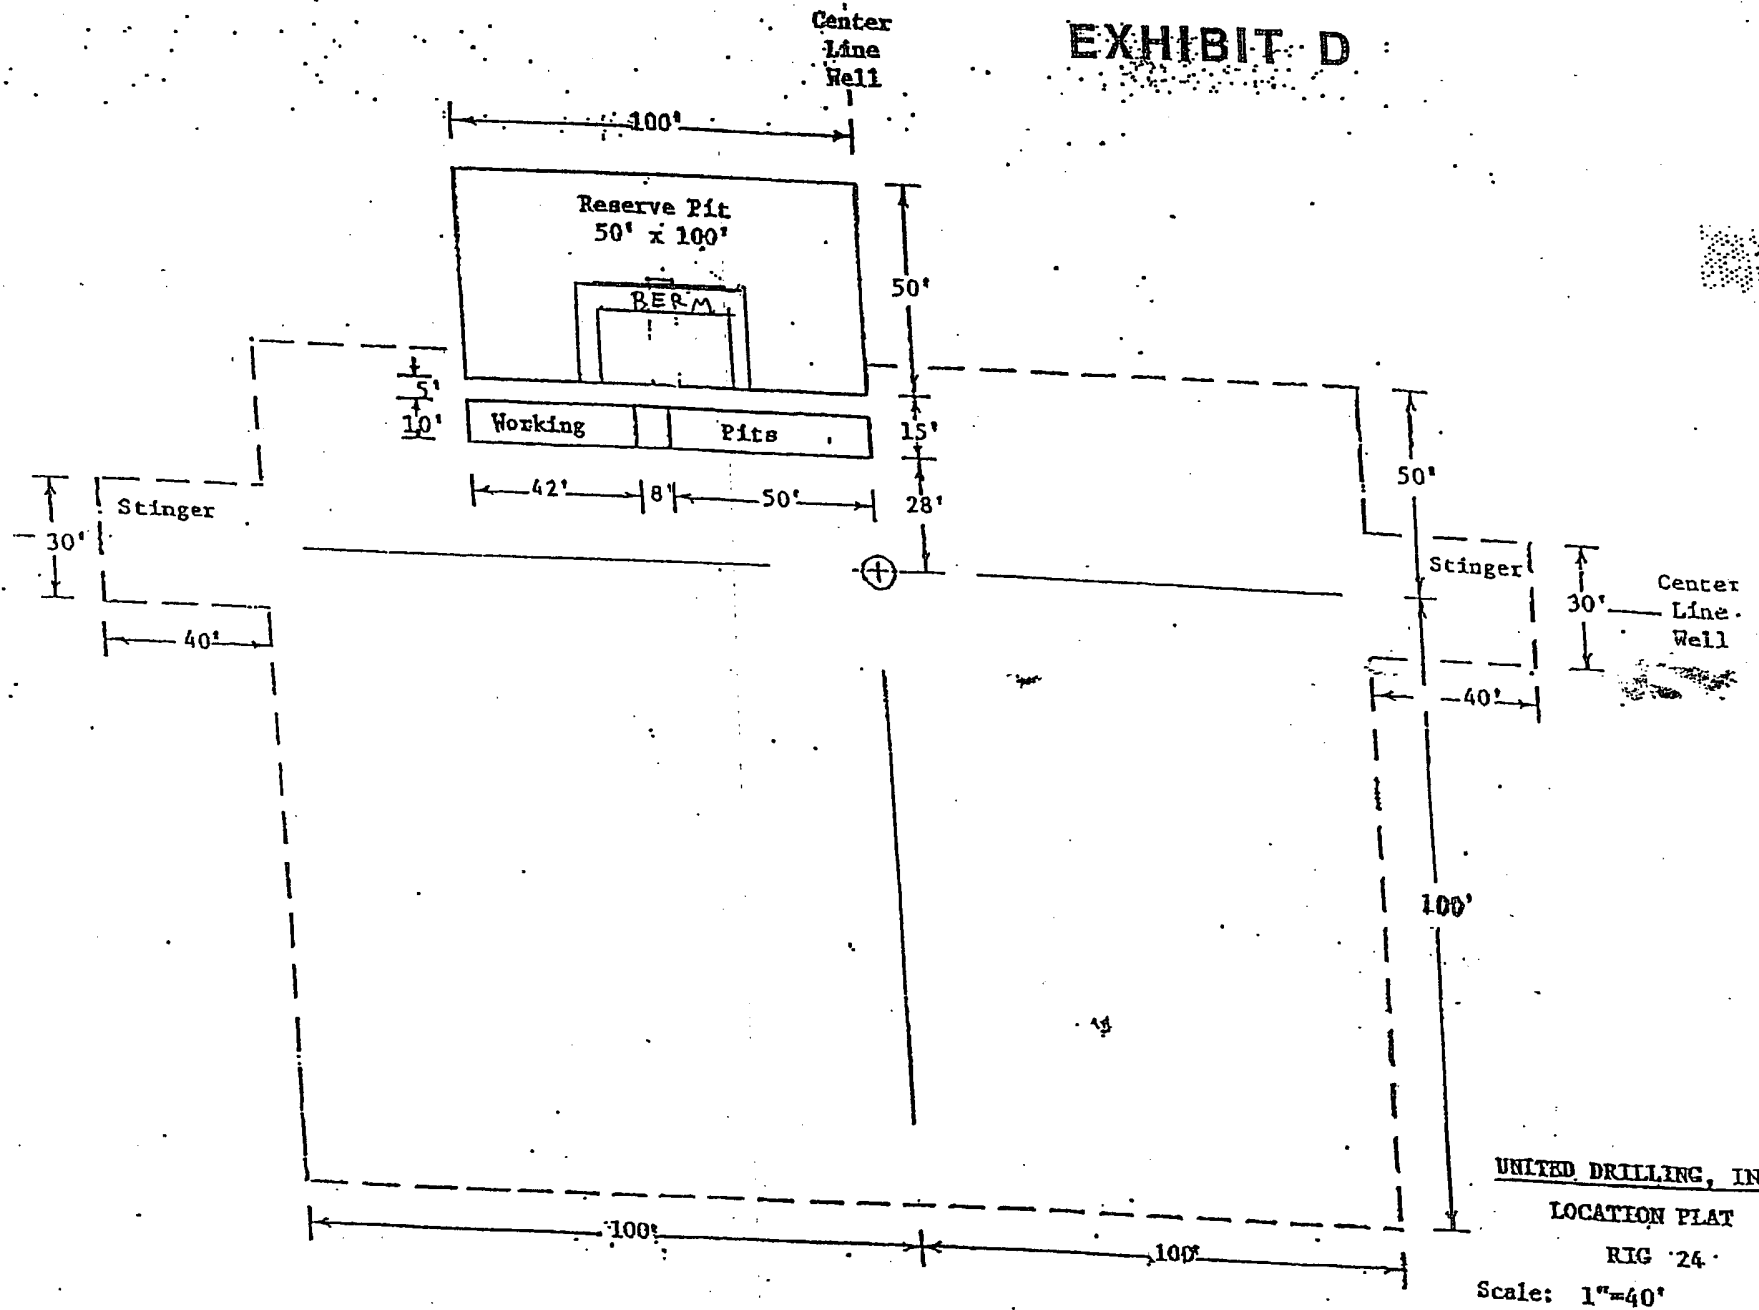 Center
Line
Well
EXHIBIT D
100'
Reserve Pit
50' x 100'
BERM
50'
5'
10'
Working
Pits
15'
50'
Stinger
42'
8'
50'
28'
30'
Stinger
30'
Center
Line
Well
40'
40'
100'
UNITED DRILLING, IN
LOCATION PLAT
100'
100'
RIG 24
Scale: 1"=40'